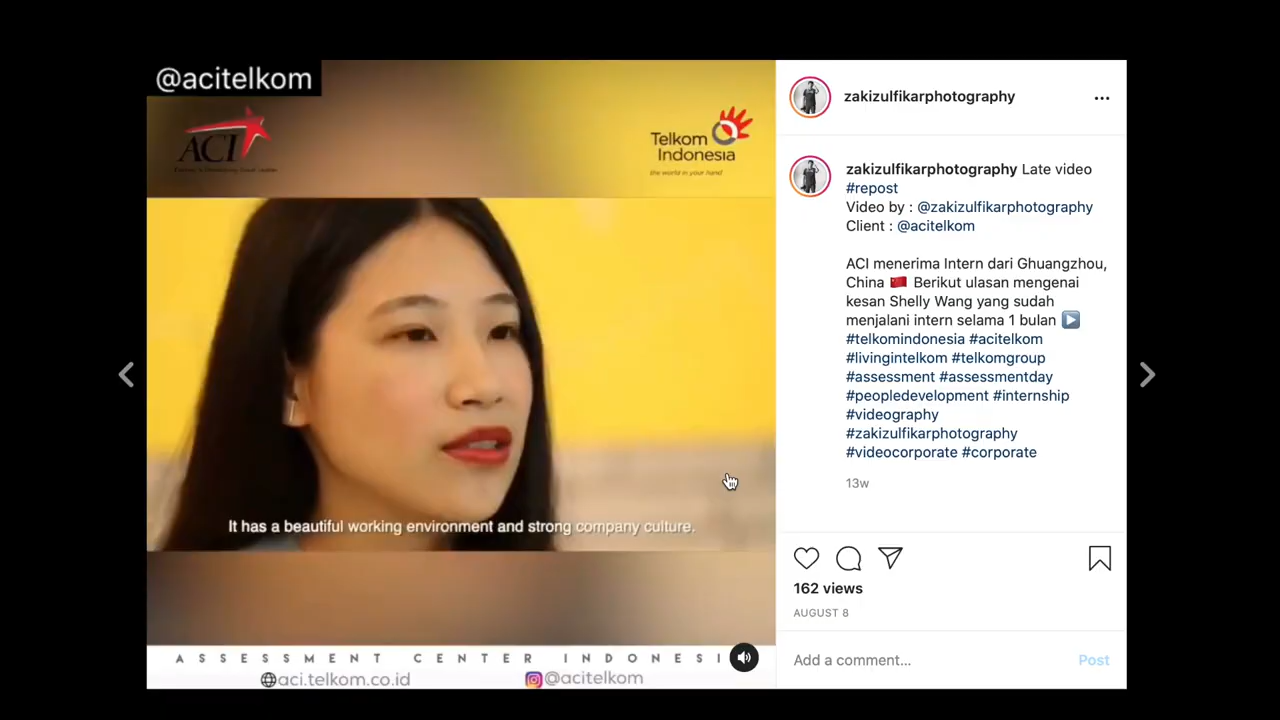 @acitelkom
ACI
Telkom
Indonesia
the world in your hand
It has a beautiful working environment and strong company culture.
ASSESSMENT CENTER INDONESI
aci.telkom.co.id
@acitelkom
zakizulfikarphotography
zakizulfikarphotography Late video
#repost
Video by : @zakizulfikarphotography
Client : @acitelkom
ACI menerima Intern dari Ghuangzhou,
China 🇨🇳 Berikut ulasan mengenai
kesan Shelly Wang yang sudah
menjalani intern selama 1 bulan ▶️
#telkomindonesia #acitelkom
#livingintelkom #telkomgroup
#assessment #assessmentday
#peopledevelopment #internship
#videography
#zakizulfikarphotography
#videocorporate #corporate
13w
162 views
AUGUST 8
Add a comment...
Post